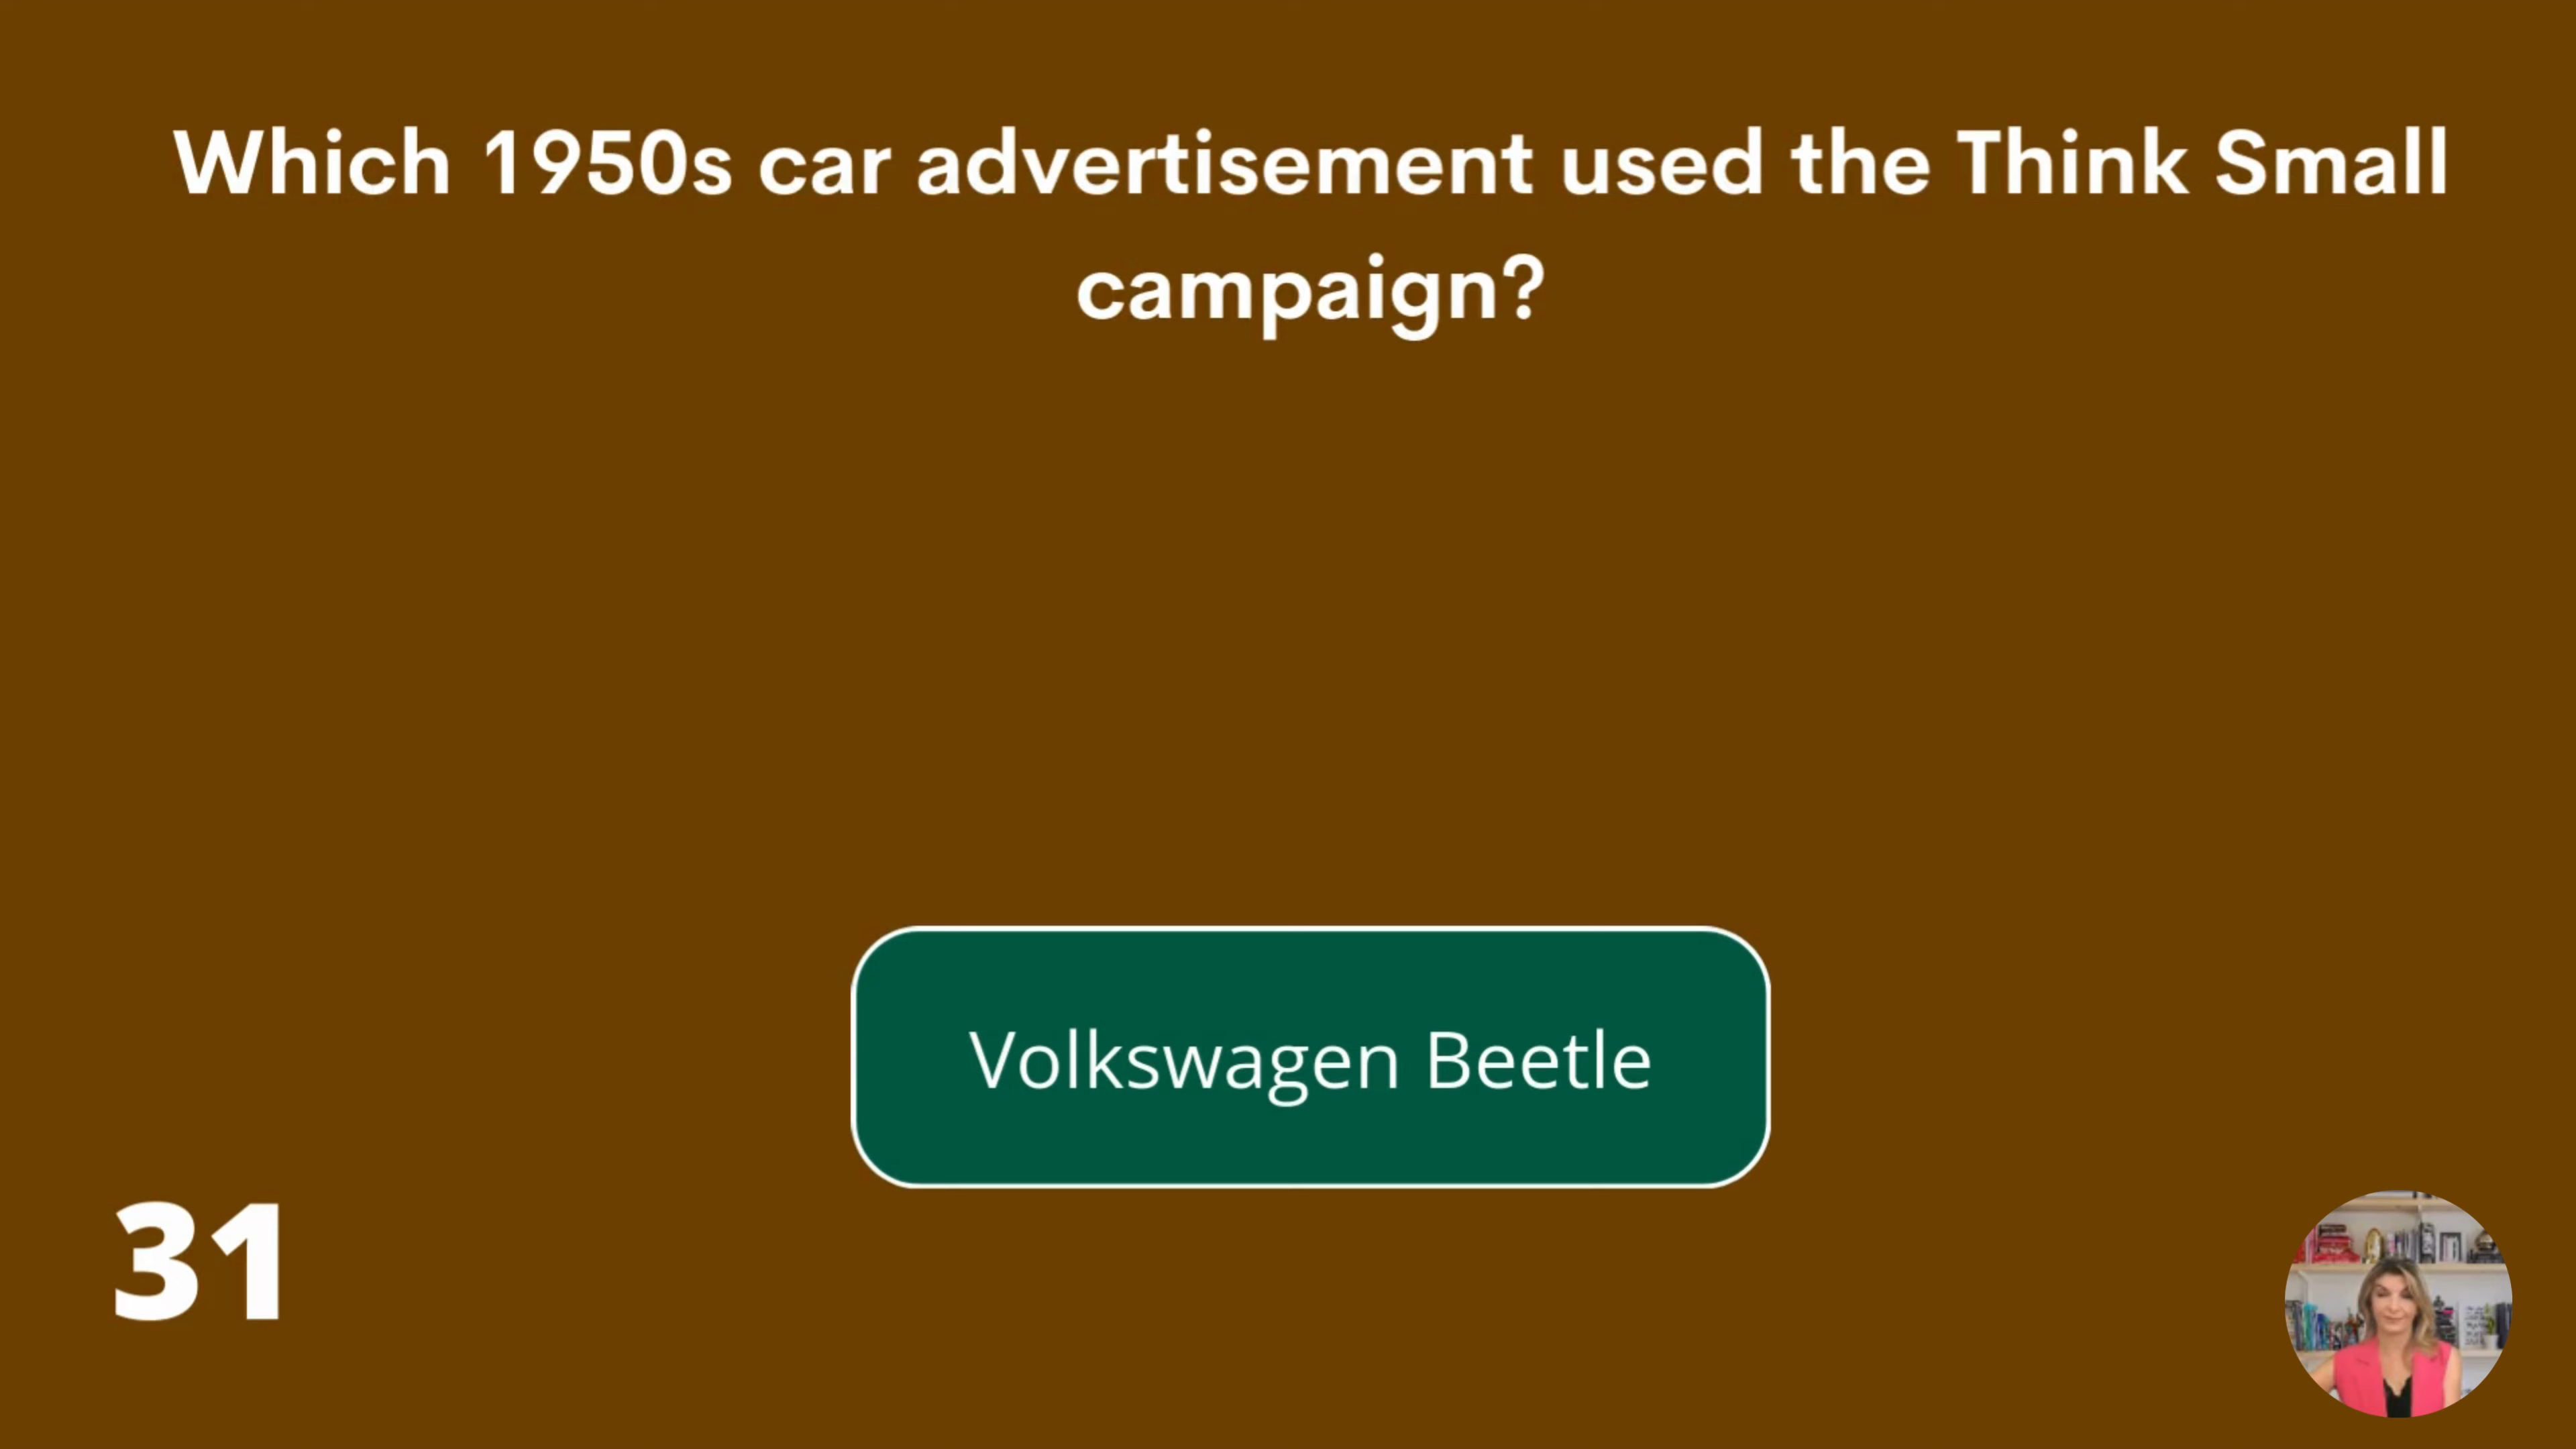 Which 1950s car advertisement used the Think Small
campaign?
Volkswagen Beetle
31